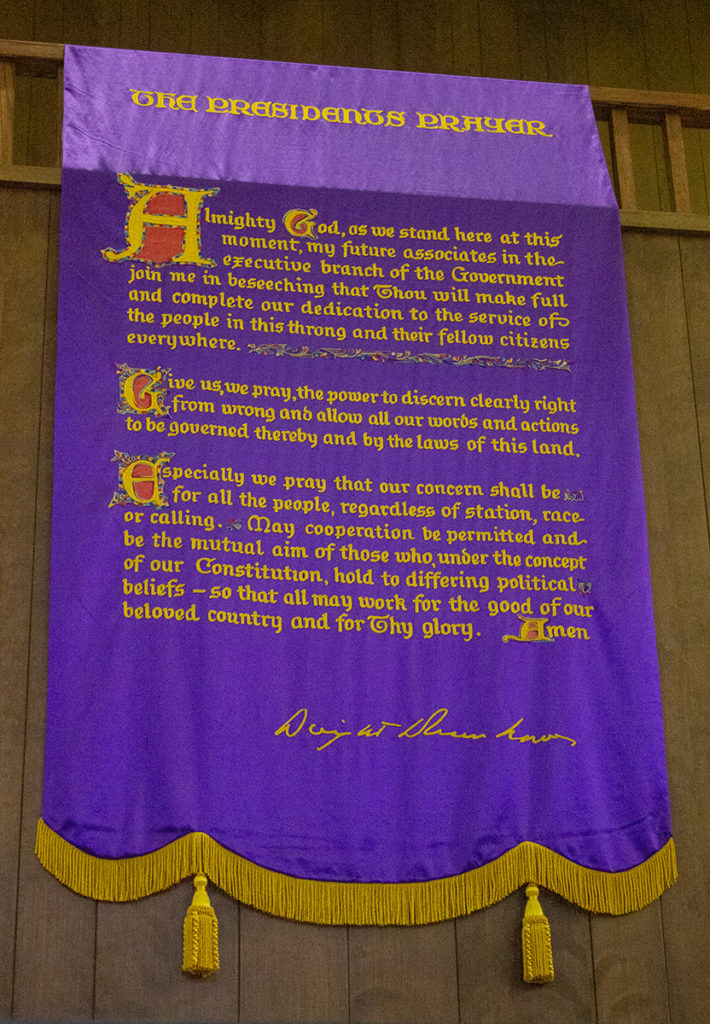 THE PRESIDENTS PRAYER
Almighty God, as we stand here at this
moment, my future associates in the
executive branch of the Government
join me in beseeching that Thou will make full
and complete our dedication to the service of
the people in this throng and their fellow citizens
everywhere.
Give us, we pray, the power to discern clearly right
from wrong and allow all our words and actions
to be governed thereby and by the laws of this land.
Especially we pray that our concern shall be
for all the people, regardless of station, race
or calling. May cooperation be permitted and
be the mutual aim of those who, under the concept
of our Constitution, hold to differing political
beliefs – so that all may work for the good of our
beloved country and for Thy glory. Amen
Dwight D Eisenhower